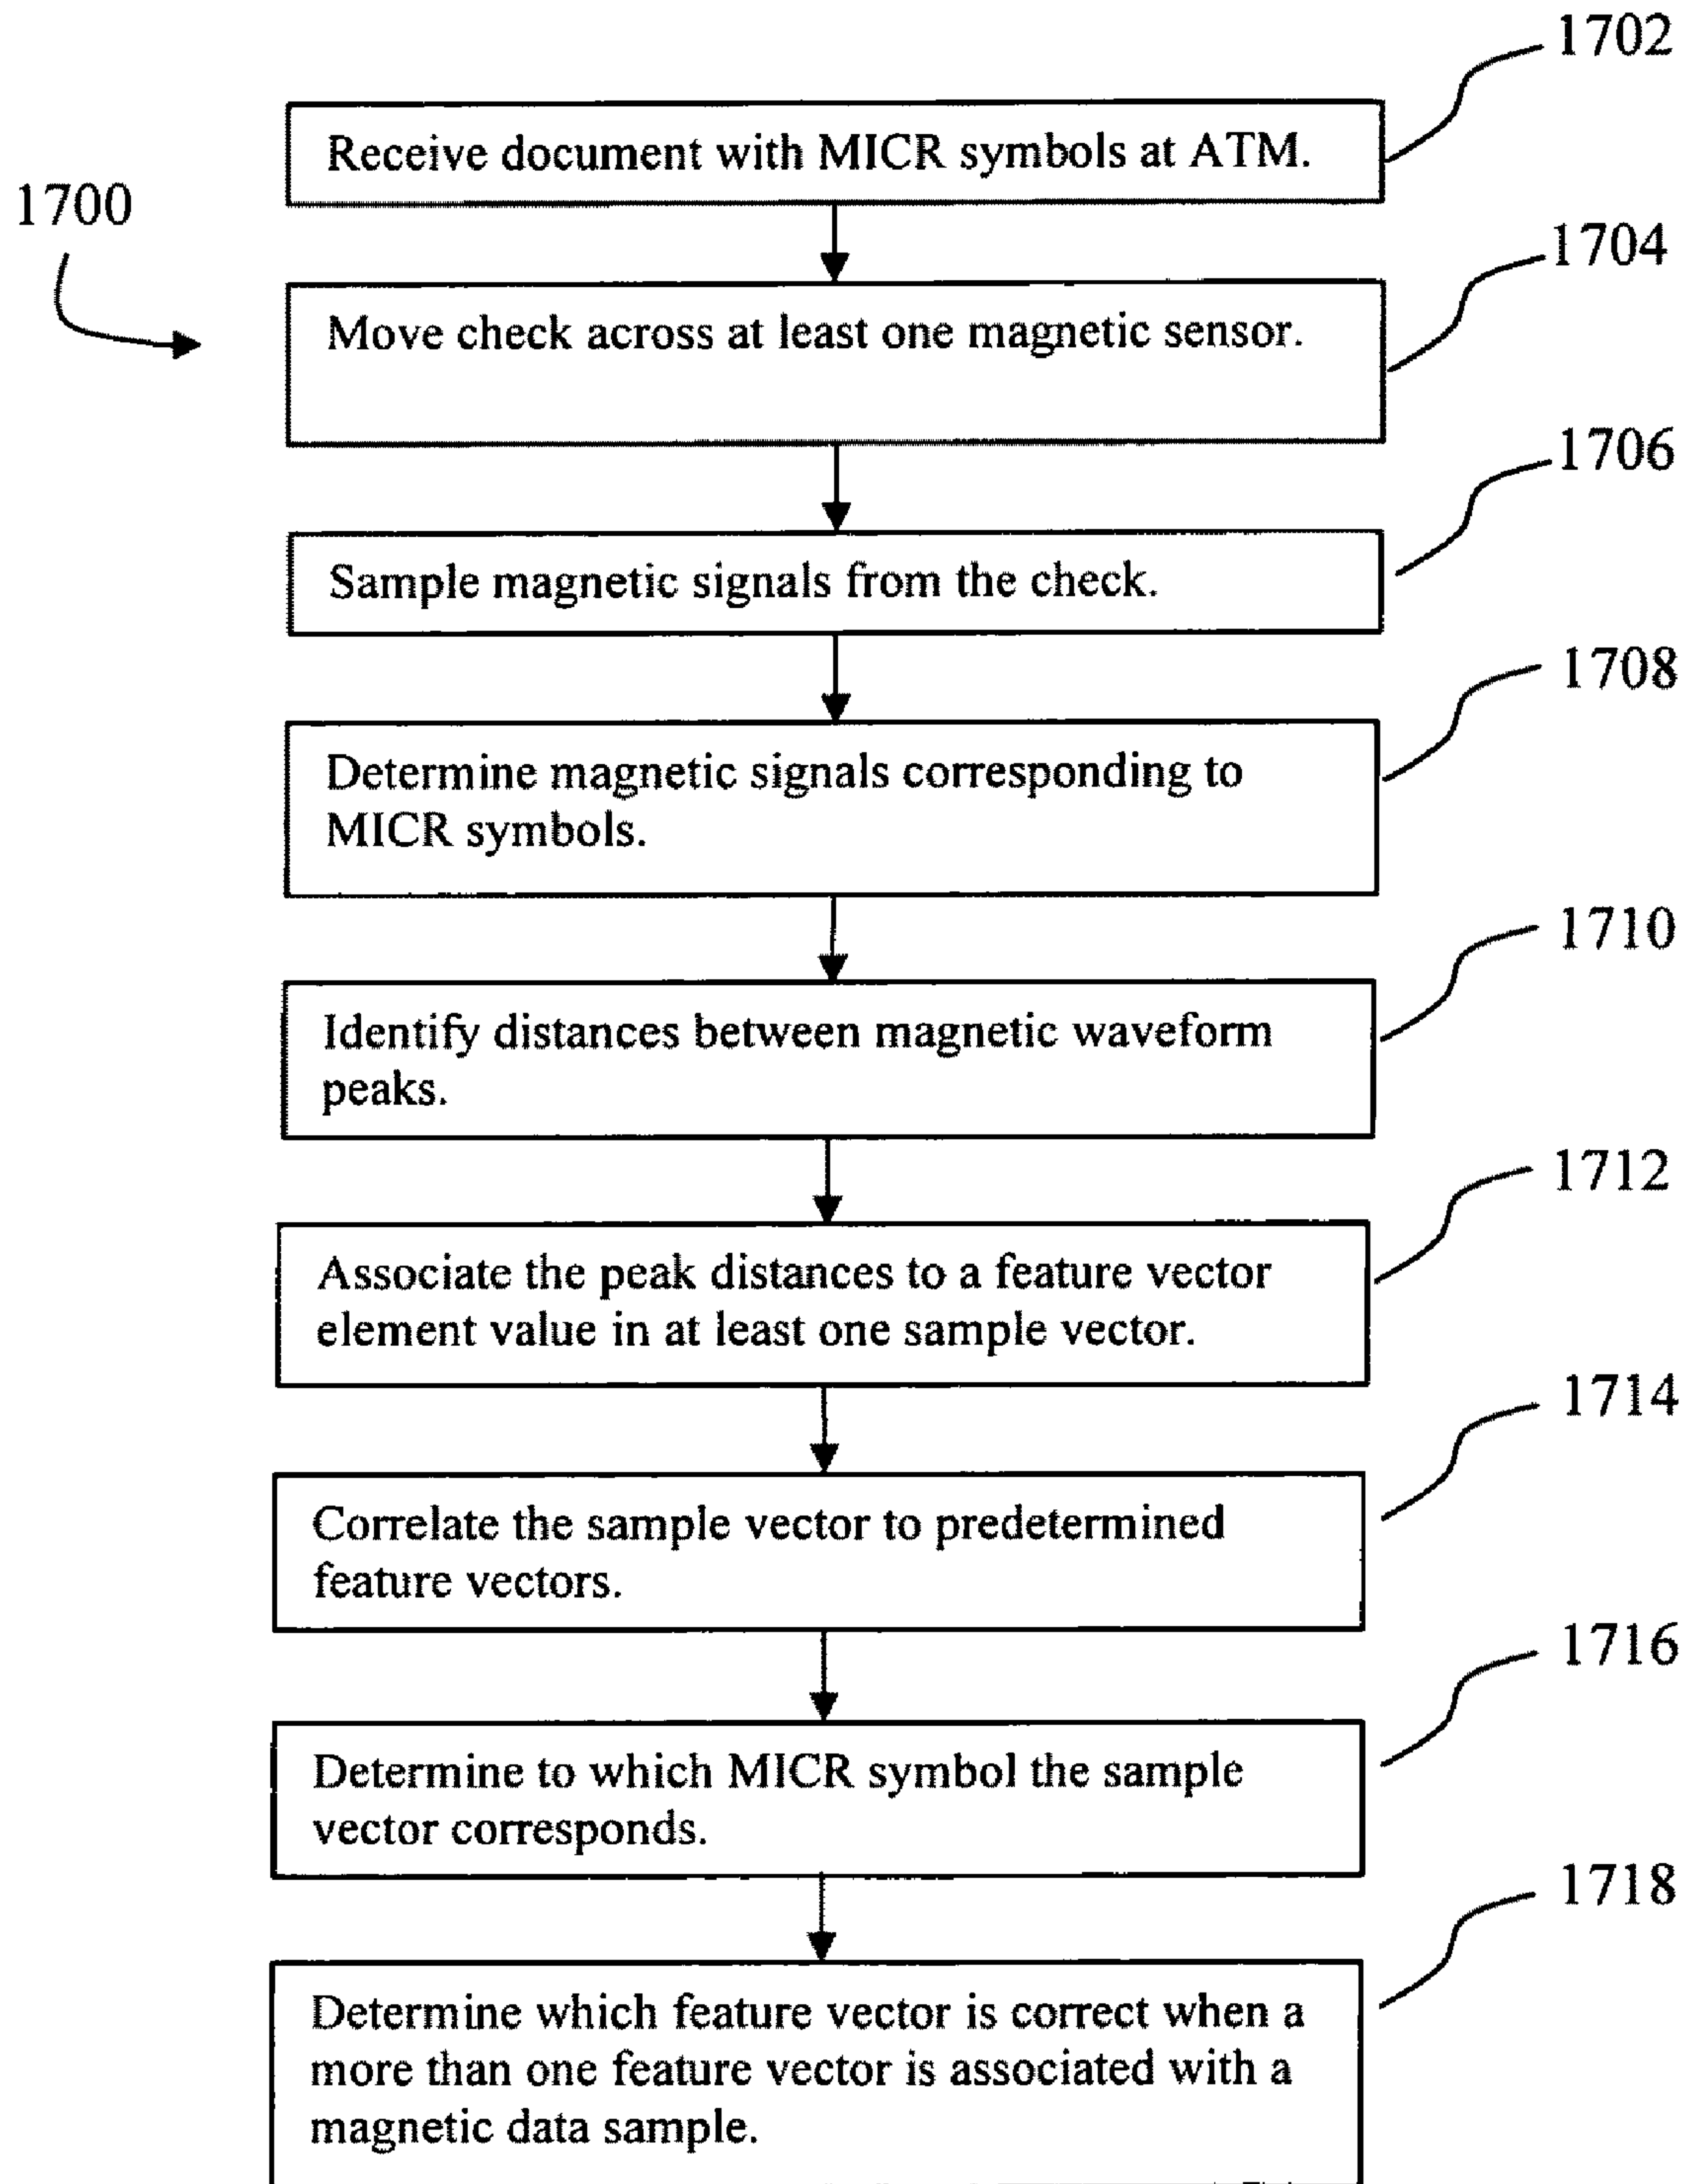 1702
Receive document with MICR symbols at ATM.
1700
1704
Move check across at least one magnetic sensor.
1706
Sample magnetic signals from the check.
1708
Determine magnetic signals corresponding to
MICR symbols.
1710
Identify distances between magnetic waveform
peaks.
1712
Associate the peak distances to a feature vector
element value in at least one sample vector.
1714
Correlate the sample vector to predetermined
feature vectors.
1716
Determine to which MICR symbol the sample
vector corresponds.
1718
Determine which feature vector is correct when a
more than one feature vector is associated with a
magnetic data sample.